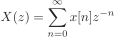 X(z) = \sum_{n=0}^{\infty} x[n] z^{-n}